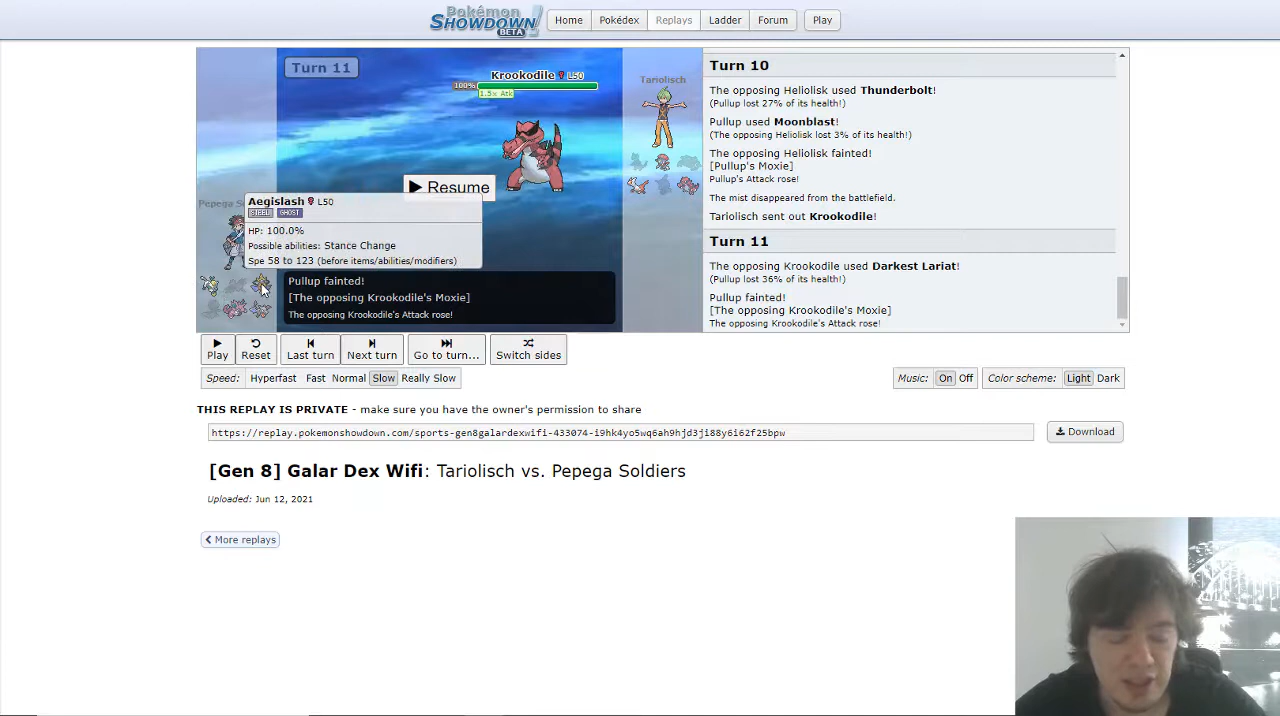 Pokémon
SHOWDOWN!
BETA
Home
Pokédex
Replays
Ladder
Forum
Play
Turn 11
Krookodile L50
100%
1.5× Atk
Tariolisch
Resume
Pepega S
Aegislash L50
STEEL GHOST
HP: 100.0%
Possible abilities: Stance Change
Spe 58 to 123 (before items/abilities/modifiers)
Pullup fainted!
[The opposing Krookodile's Moxie]
The opposing Krookodile's Attack rose!
Turn 10
The opposing Heliolisk used Thunderbolt!
(Pullup lost 27% of its health!)
Pullup used Moonblast!
(The opposing Heliolisk lost 3% of its health!)
The opposing Heliolisk fainted!
[Pullup's Moxie]
Pullup's Attack rose!
The mist disappeared from the battlefield.
Tariolisch sent out Krookodile!
Turn 11
The opposing Krookodile used Darkest Lariat!
(Pullup lost 36% of its health!)
Pullup fainted!
[The opposing Krookodile's Moxie]
The opposing Krookodile's Attack rose!
Play
Reset
Last turn
Next turn
Go to turn...
Switch sides
Speed: Hyperfast Fast Normal Slow Really Slow
Music: On Off
Color scheme: Light Dark
THIS REPLAY IS PRIVATE - make sure you have the owner's permission to share
https://replay.pokemonshowdown.com/sports-gen8galardexwifi-433074-i9hk4yo5wq6ah9hjd3ji88y6i62f25bpw
Download
[Gen 8] Galar Dex Wifi: Tariolisch vs. Pepega Soldiers
Uploaded: Jun 12, 2021
More replays